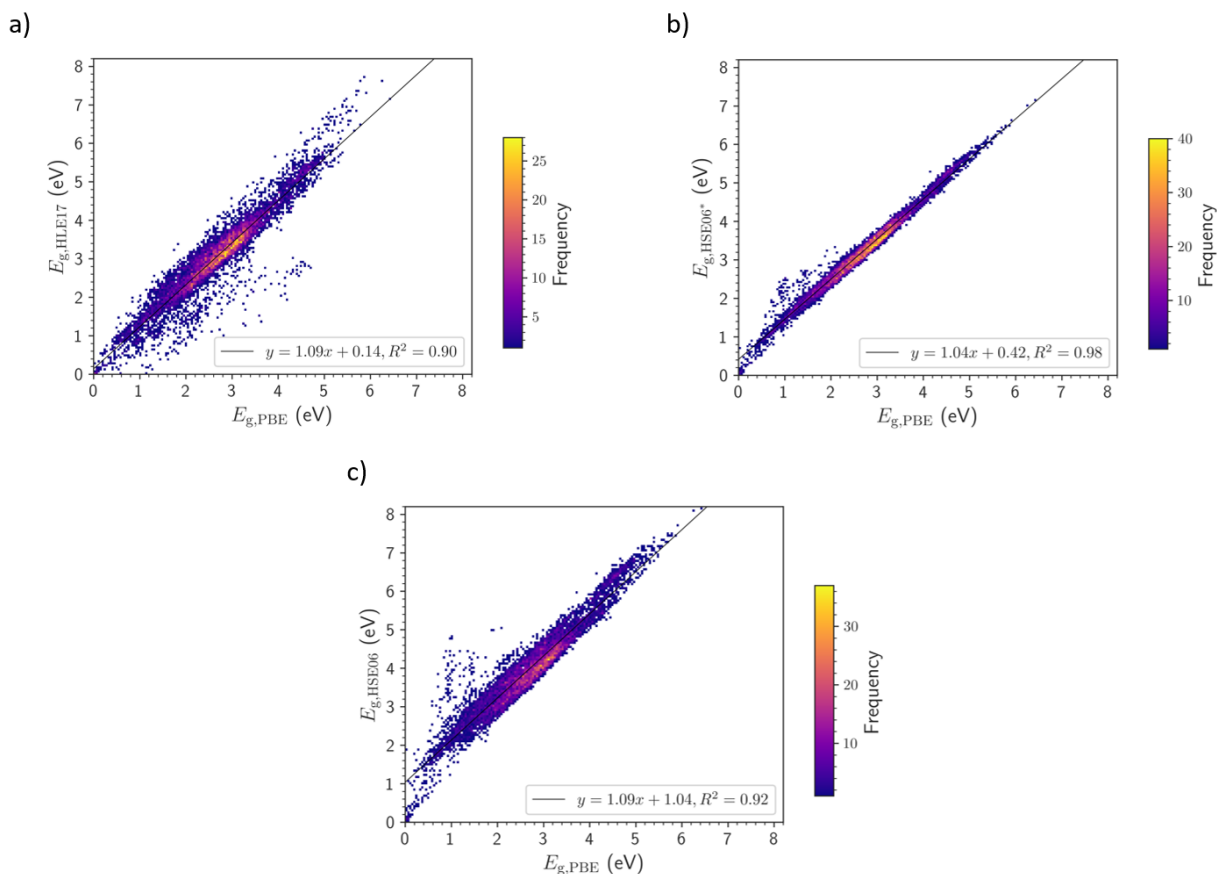 a)
8
7
6
5
4
3
2
1
0
E_g,HLE17 (eV)
0 1 2 3 4 5 6 7 8
E_g,PBE (eV)
y = 1.09x + 0.14, R² = 0.90
25
20
15
10
5
Frequency
b)
8
7
6
5
4
3
2
1
0
E_g,HSE06* (eV)
0 1 2 3 4 5 6 7 8
E_g,PBE (eV)
y = 1.04x + 0.42, R² = 0.98
40
30
20
10
Frequency
c)
8
7
6
5
4
3
2
1
0
E_g,HSE06 (eV)
0 1 2 3 4 5 6 7 8
E_g,PBE (eV)
y = 1.09x + 1.04, R² = 0.92
30
20
10
Frequency